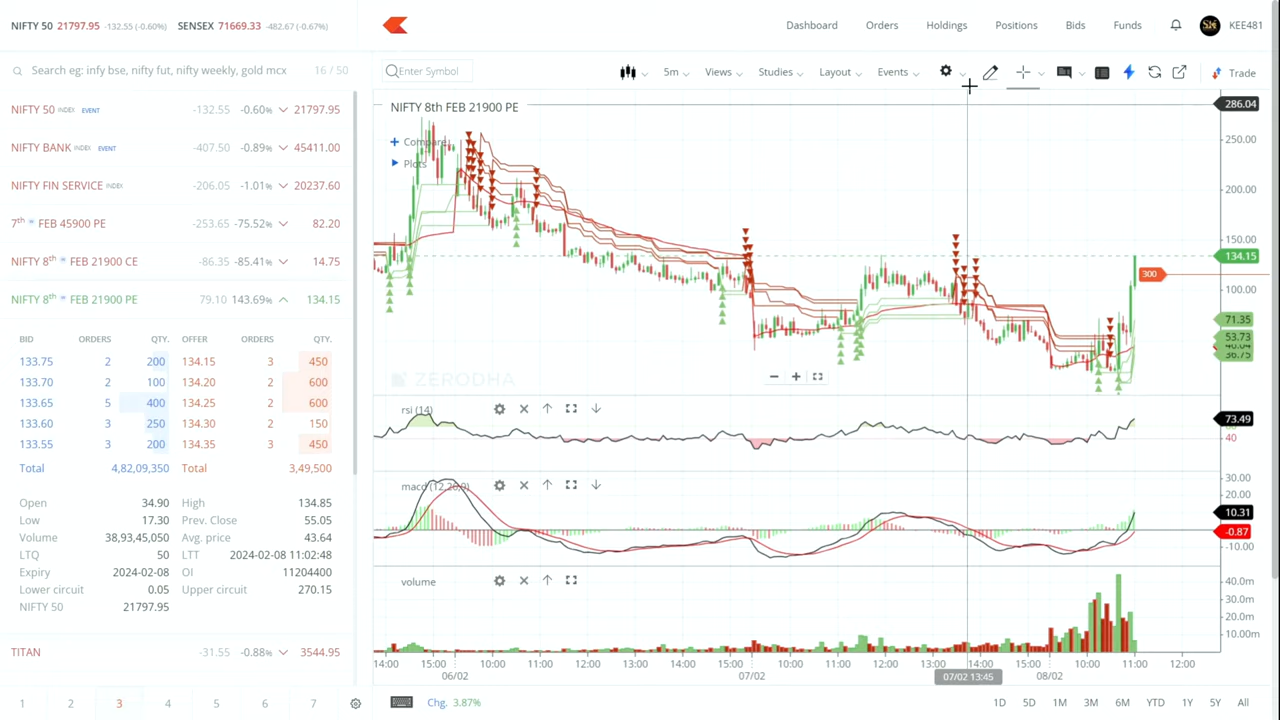 NIFTY 50 21797.95 -132.55 (-0.60%) SENSEX 71669.33 -482.67 (-0.67%)
Dashboard Orders Holdings Positions Bids Funds KEE481
Search eg: infy bse, nifty fut, nifty weekly, gold mcx 16 / 50
Enter Symbol 5m Views Studies Layout Events Trade
NIFTY 50 INDEX EVENT -132.55 -0.60% 21797.95
NIFTY BANK INDEX EVENT -407.50 -0.89% 45411.00
NIFTY FIN SERVICE INDEX -206.05 -1.01% 20237.60
7th w FEB 45900 PE -253.65 -75.52% 82.20
NIFTY 8th w FEB 21900 CE -86.35 -85.41% 14.75
NIFTY 8th w FEB 21900 PE 79.10 143.69% 134.15
BID ORDERS QTY. OFFER ORDERS QTY.
133.75 2 200 134.15 3 450
133.70 2 100 134.20 2 600
133.65 5 400 134.25 2 600
133.60 3 250 134.30 2 150
133.55 3 200 134.35 3 450
Total 4,82,09,350 Total 3,49,500
Open 34.90 High 134.85
Low 17.30 Prev. Close 55.05
Volume 38,93,45,050 Avg. price 43.64
LTQ 50 LTT 2024-02-08 11:02:48
Expiry 2024-02-08 OI 11204400
Lower circuit 0.05 Upper circuit 270.15
NIFTY 50 21797.95
TITAN -31.55 -0.88% 3544.95
1 2 3 4 5 6 7
NIFTY 8th FEB 21900 PE
Compare
Plots
286.04
250.00
200.00
150.00
134.15
300
100.00
71.35
53.73
36.75
ZERODHA
rsi (14)
73.49
40
macd (12,26,9)
30.00
20.00
10.31
-0.87
-10.00
volume
40.0m
30.0m
20.0m
10.00m
14:00 15:00 10:00 11:00 12:00 13:00 14:00 15:00 10:00 11:00 12:00 13:00 14:00 15:00 10:00 11:00 12:00
06/02 07/02 07/02 13:45 08/02
Chg. 3.87% 1D 5D 1M 3M 6M YTD 1Y 5Y All